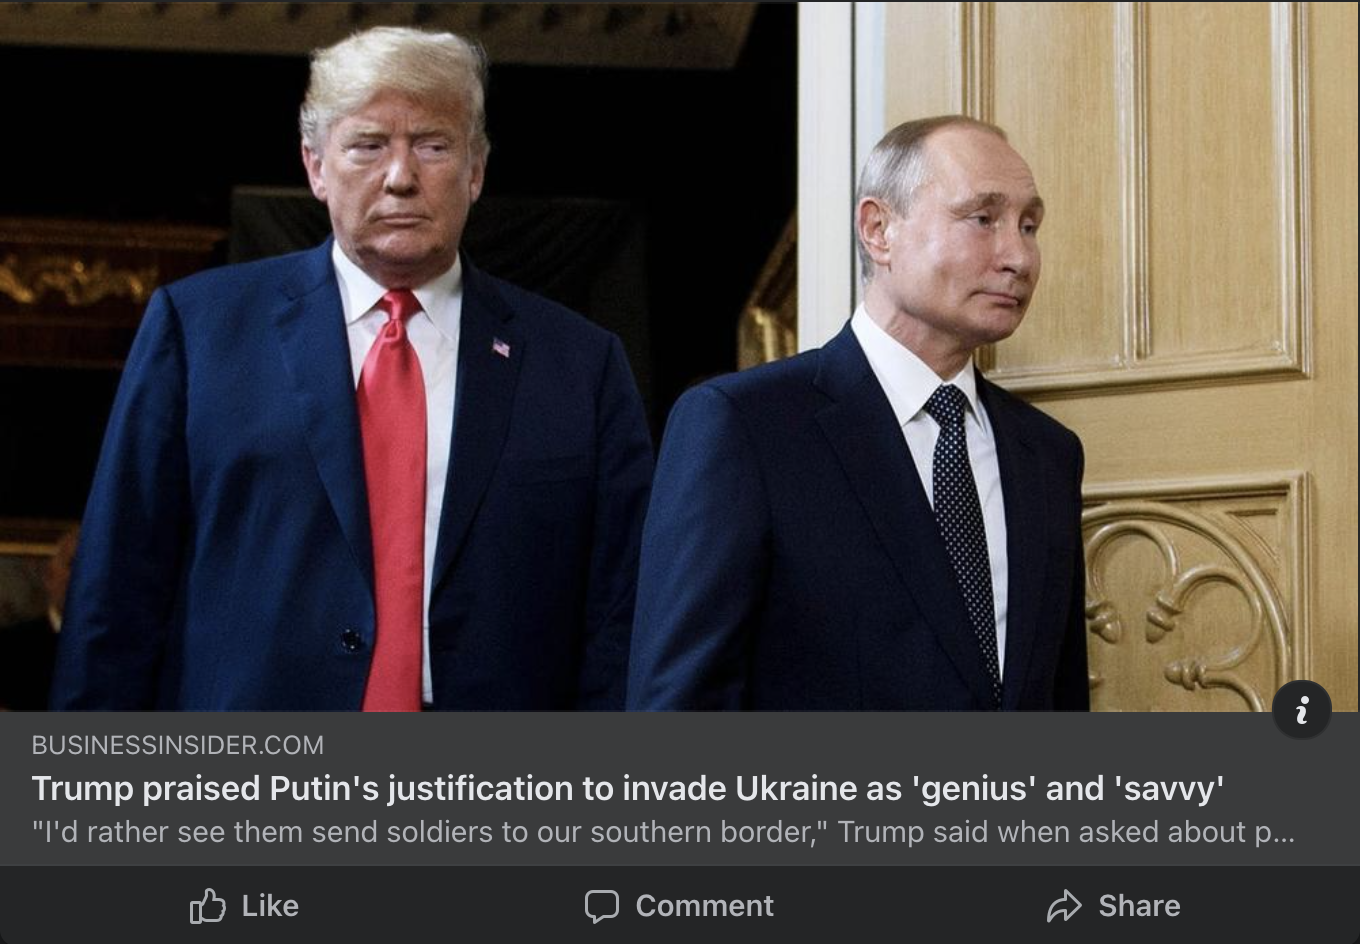 BUSINESSINSIDER.COM
Trump praised Putin's justification to invade Ukraine as 'genius' and 'savvy'
"I'd rather see them send soldiers to our southern border," Trump said when asked about p...
Like
Comment
Share